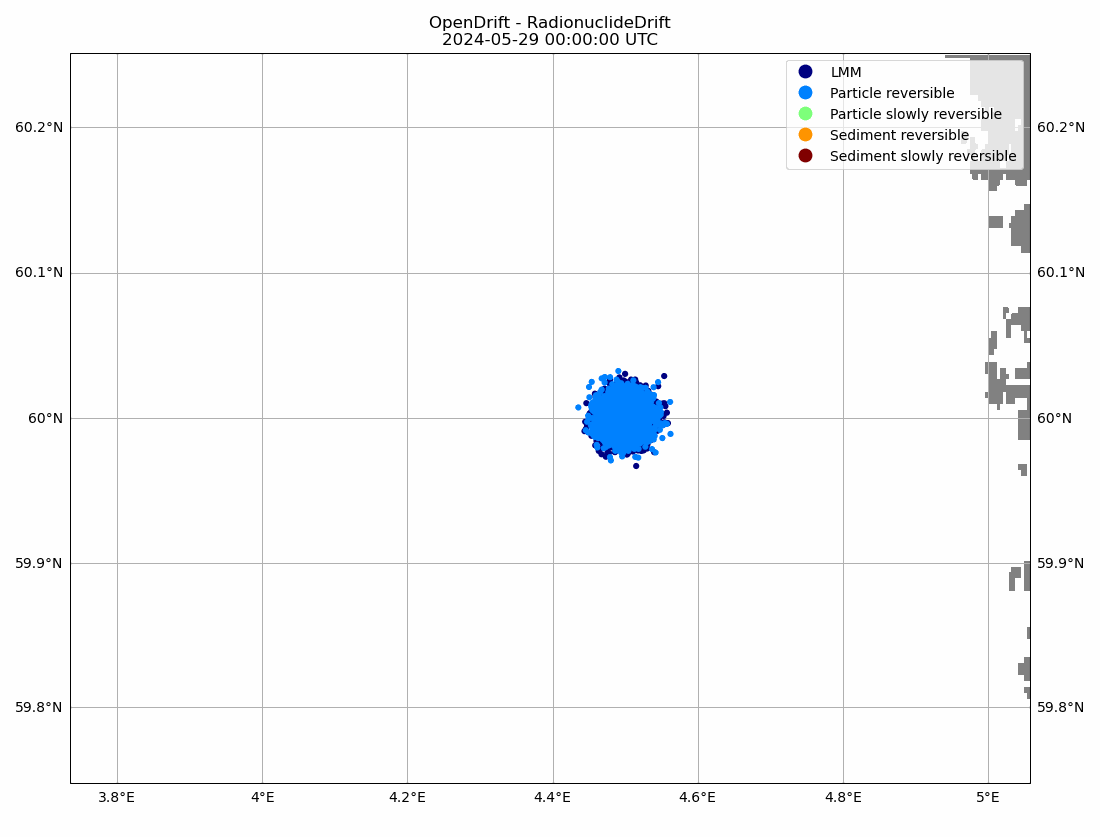 OpenDrift - RadionuclideDrift
2024-05-29 00:00:00 UTC
LMM
Particle reversible
Particle slowly reversible
Sediment reversible
Sediment slowly reversible
60.2°N 60.2°N
60.1°N 60.1°N
60°N 60°N
59.9°N 59.9°N
59.8°N 59.8°N
3.8°E 4°E 4.2°E 4.4°E 4.6°E 4.8°E 5°E